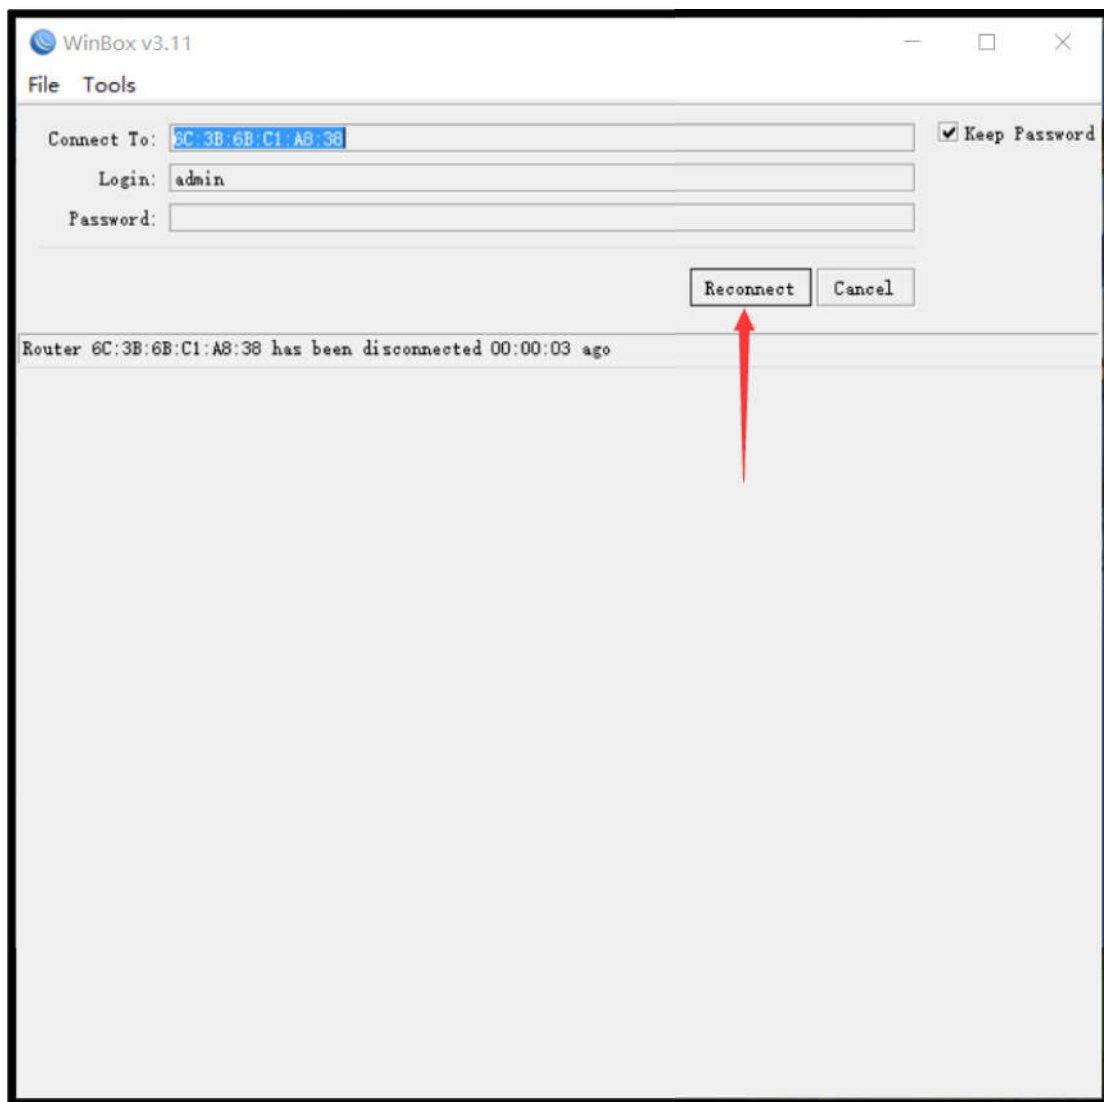 WinBox v3.11
File Tools
Connect To: 6C:3B:6B:C1:A8:38
Keep Password
Login: admin
Password:
Reconnect Cancel
Router 6C:3B:6B:C1:A8:38 has been disconnected 00:00:03 ago